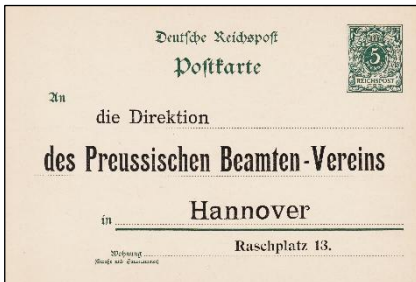 Deutsche Reichspost
Postkarte
5
REICHSPOST
An
die Direktion
des Preussischen Beamten-Vereins
in Hannover
Wohnung
Raschplatz 13.